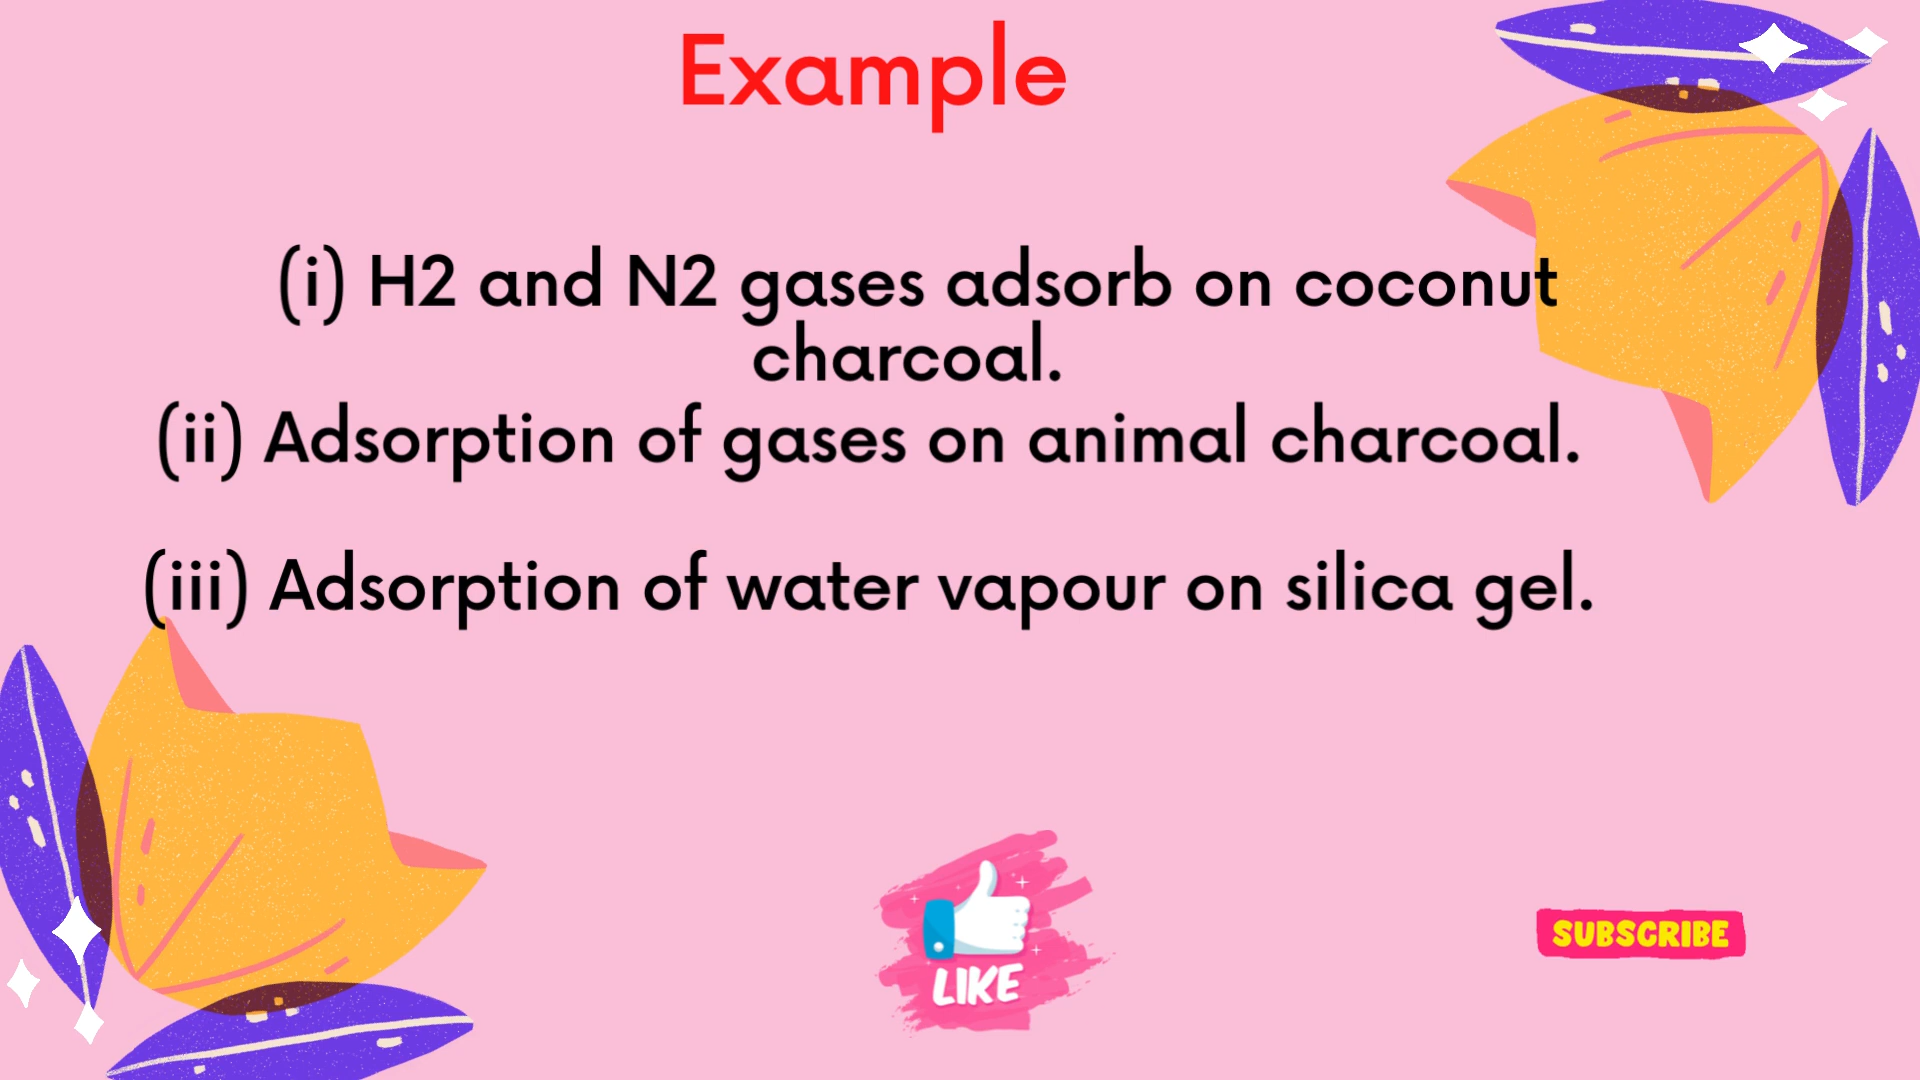 Example
(i) H2 and N2 gases adsorb on coconut
charcoal.
(ii) Adsorption of gases on animal charcoal.
(iii) Adsorption of water vapour on silica gel.
LIKE
SUBSCRIBE